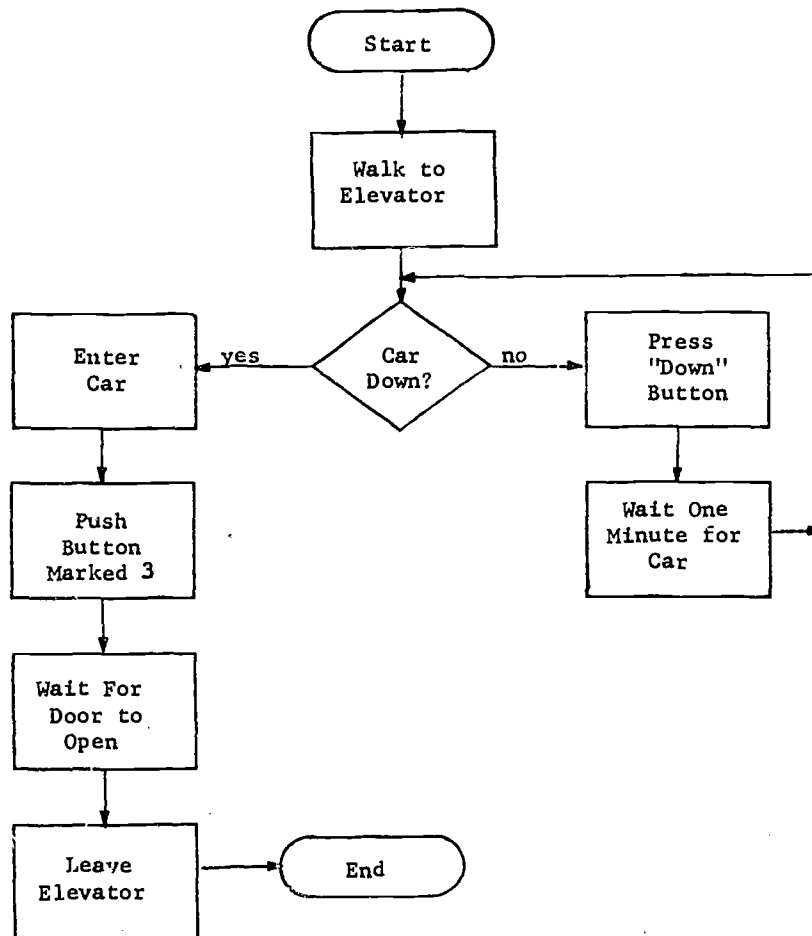 Start
Walk to
Elevator
Enter
Car
yes
Car
Down?
no
Press
"Down"
Button
Push
Button
Marked 3
Wait One
Minute for
Car
Wait For
Door to
Open
Leave
Elevator
End